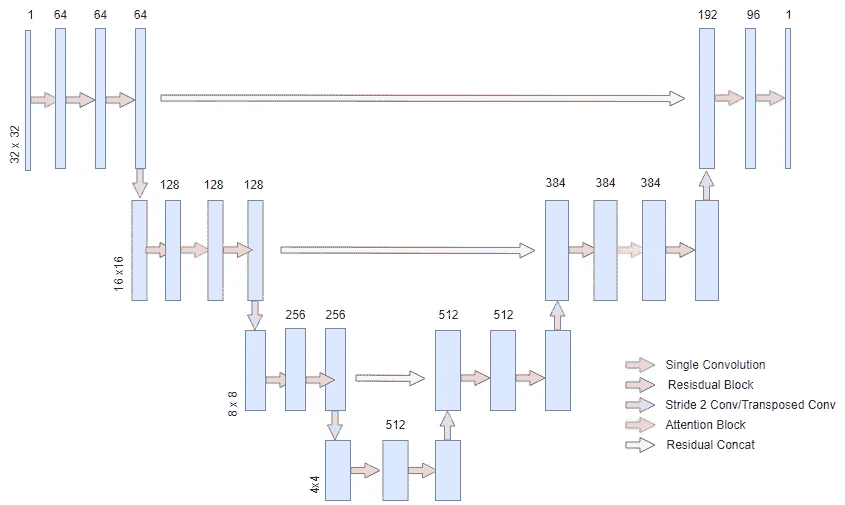 1 64 64 64 192 96 1
32 x 32
128 128 128 384 384 384
16 x16
256 256 512 512
8 x 8
512
4x4
Single Convolution
Resisdual Block
Stride 2 Conv/Transposed Conv
Attention Block
Residual Concat